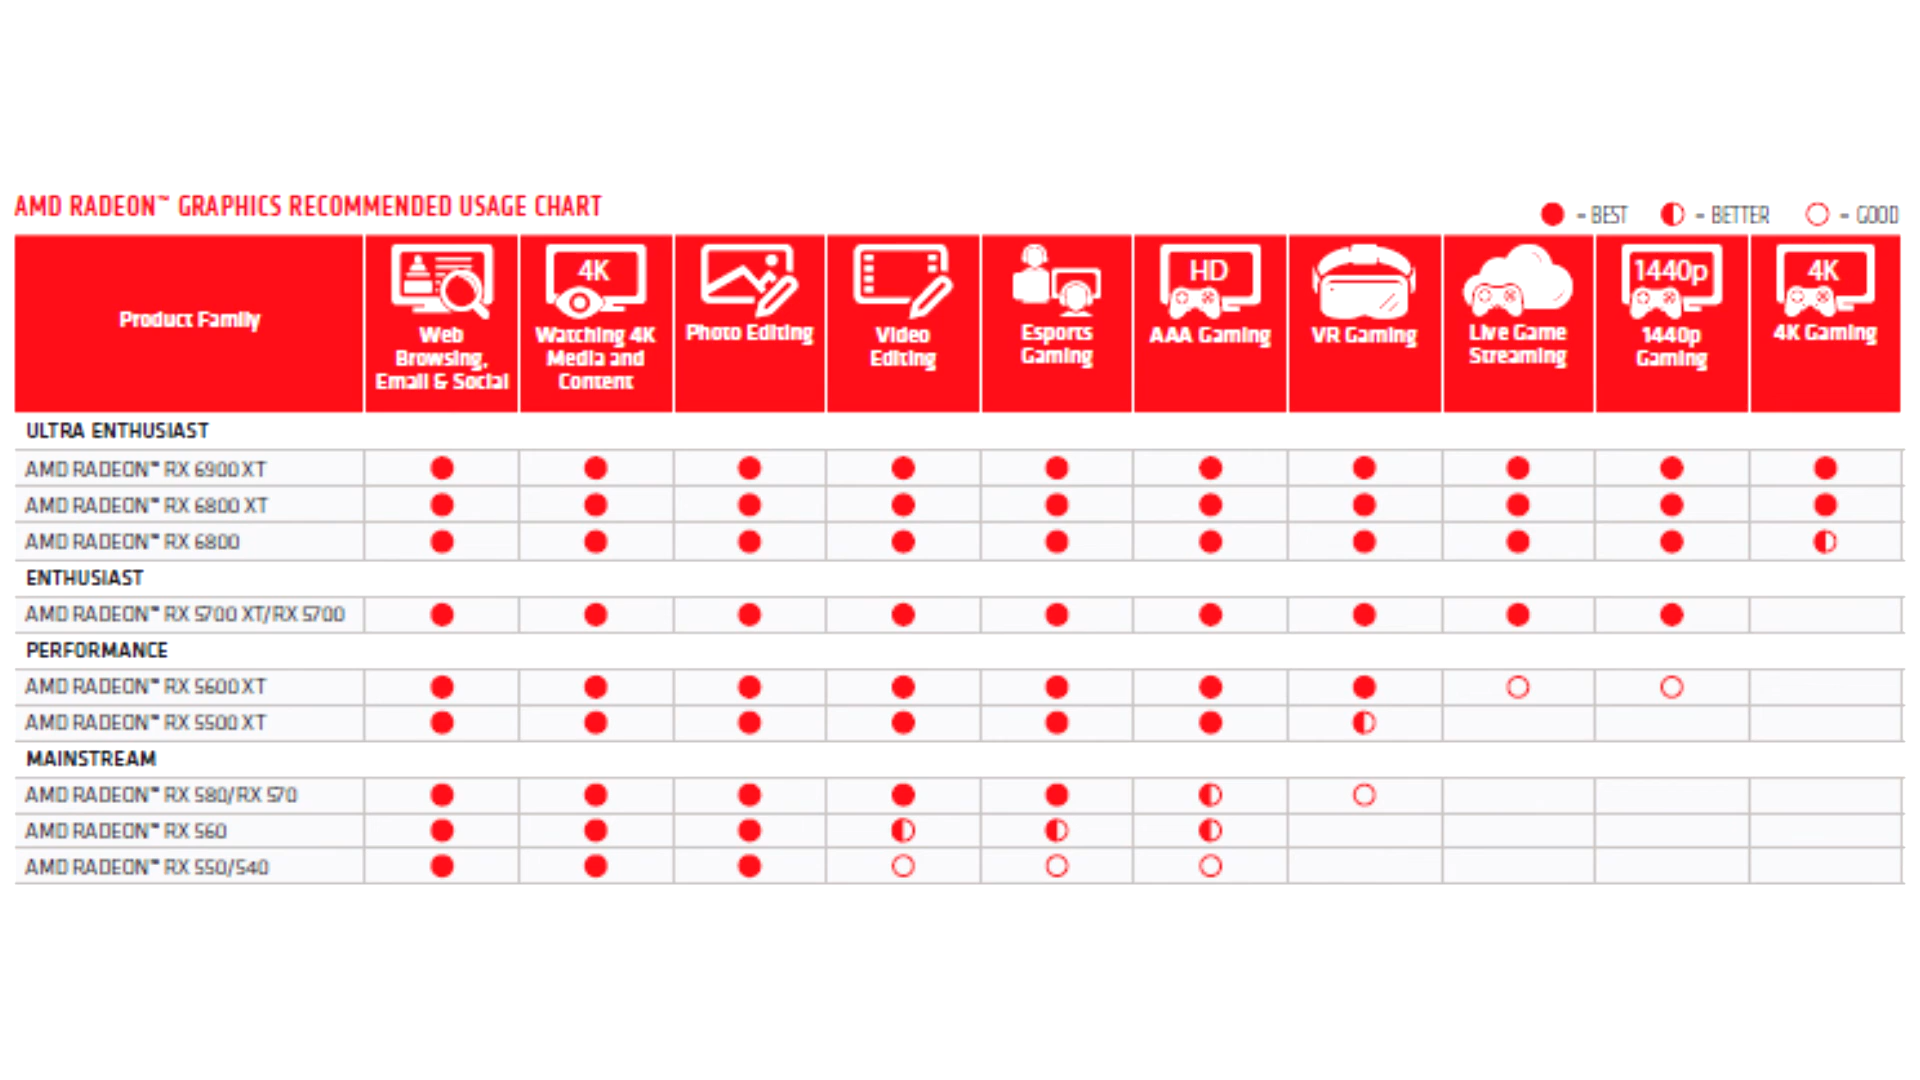 AMD RADEON™ GRAPHICS RECOMMENDED USAGE CHART
= BEST = BETTER = GOOD
Product Family
Web
Browsing,
Email & Social
4K
Watching 4K
Media and
Content
Photo Editing
Video
Editing
Esports
Gaming
HD
AAA Gaming
VR Gaming
Live Game
Streaming
1440p
1440p
Gaming
4K
4K Gaming
ULTRA ENTHUSIAST
AMD RADEON™ RX 6900 XT
AMD RADEON™ RX 6800 XT
AMD RADEON™ RX 6800
ENTHUSIAST
AMD RADEON™ RX 5700 XT/RX 5700
PERFORMANCE
AMD RADEON™ RX 5600 XT
AMD RADEON™ RX 5500 XT
MAINSTREAM
AMD RADEON™ RX 580/RX 570
AMD RADEON™ RX 560
AMD RADEON™ RX 550/540